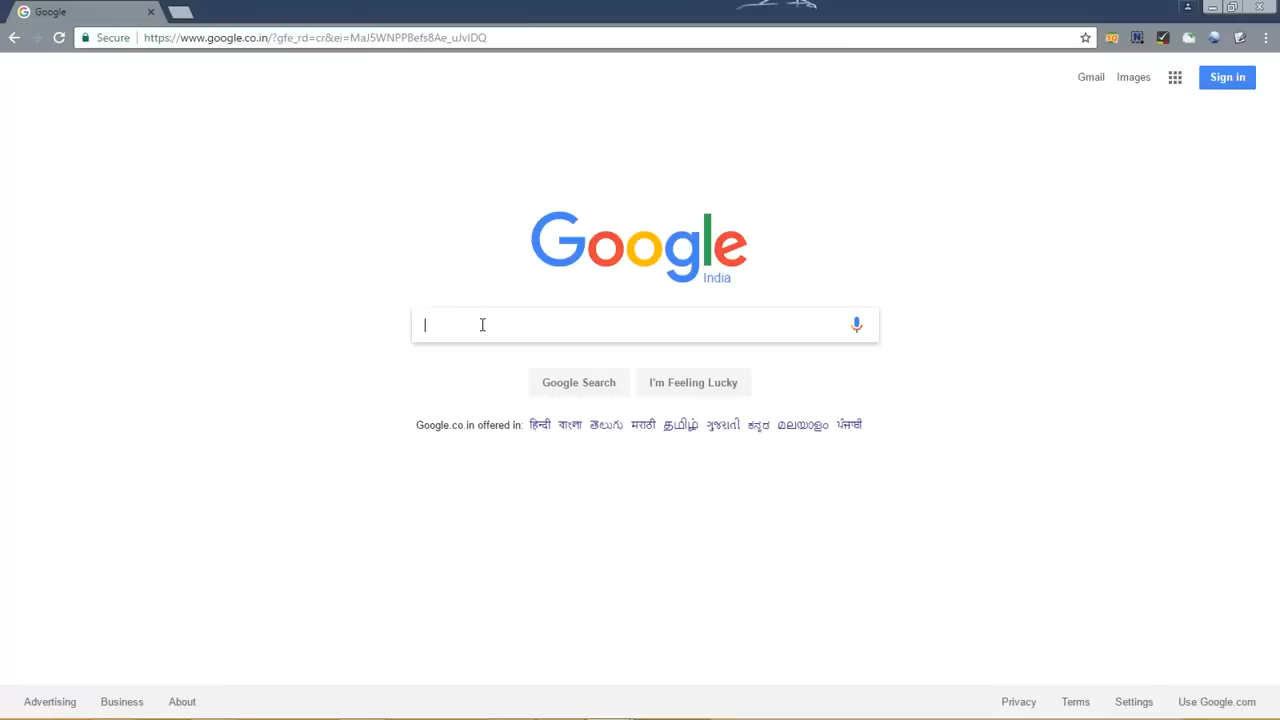 Google
Secure
https://www.google.co.in/?gfe_rd=cr&ei=MaJ5WNPPBefs8Ae_uJvIDQ
Gmail Images Sign in
Google
India
Google Search I'm Feeling Lucky
Google.co.in offered in: हिन्दी বাংলা తెలుగు मराठी தமிழ் ગુજરાતી ಕನ್ನಡ മലയാളം ਪੰਜਾਬੀ
Advertising Business About Privacy Terms Settings Use Google.com